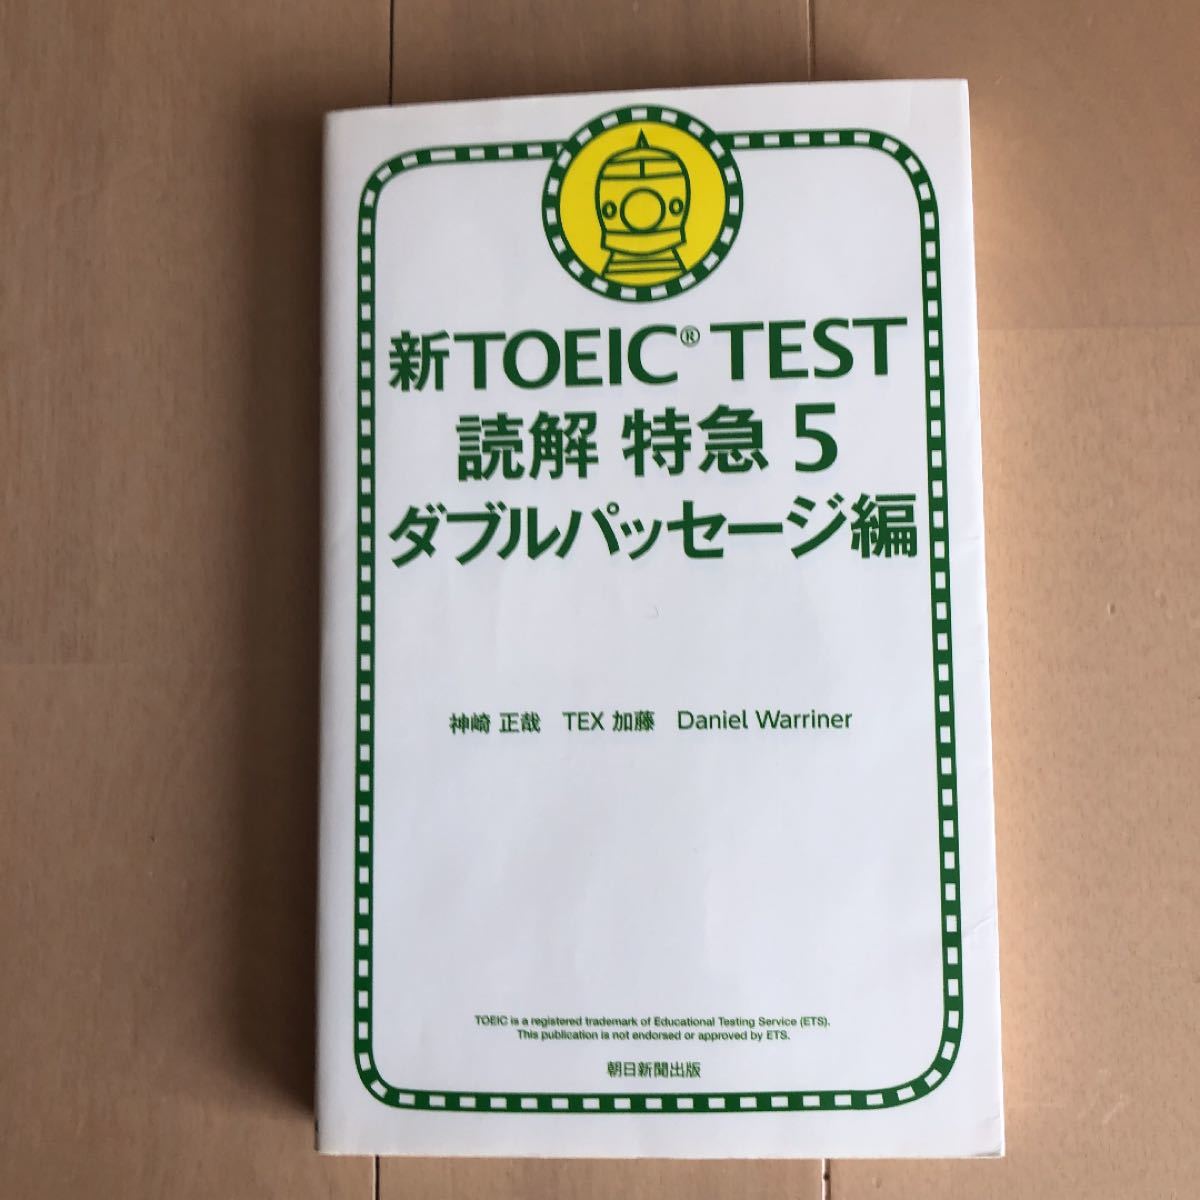 新TOEIC® TEST
読解 特急 5
ダブルパッセージ編
神崎 正哉 TEX 加藤 Daniel Warriner
TOEIC is a registered trademark of Educational Testing Service (ETS).
This publication is not endorsed or approved by ETS.
朝日新聞出版